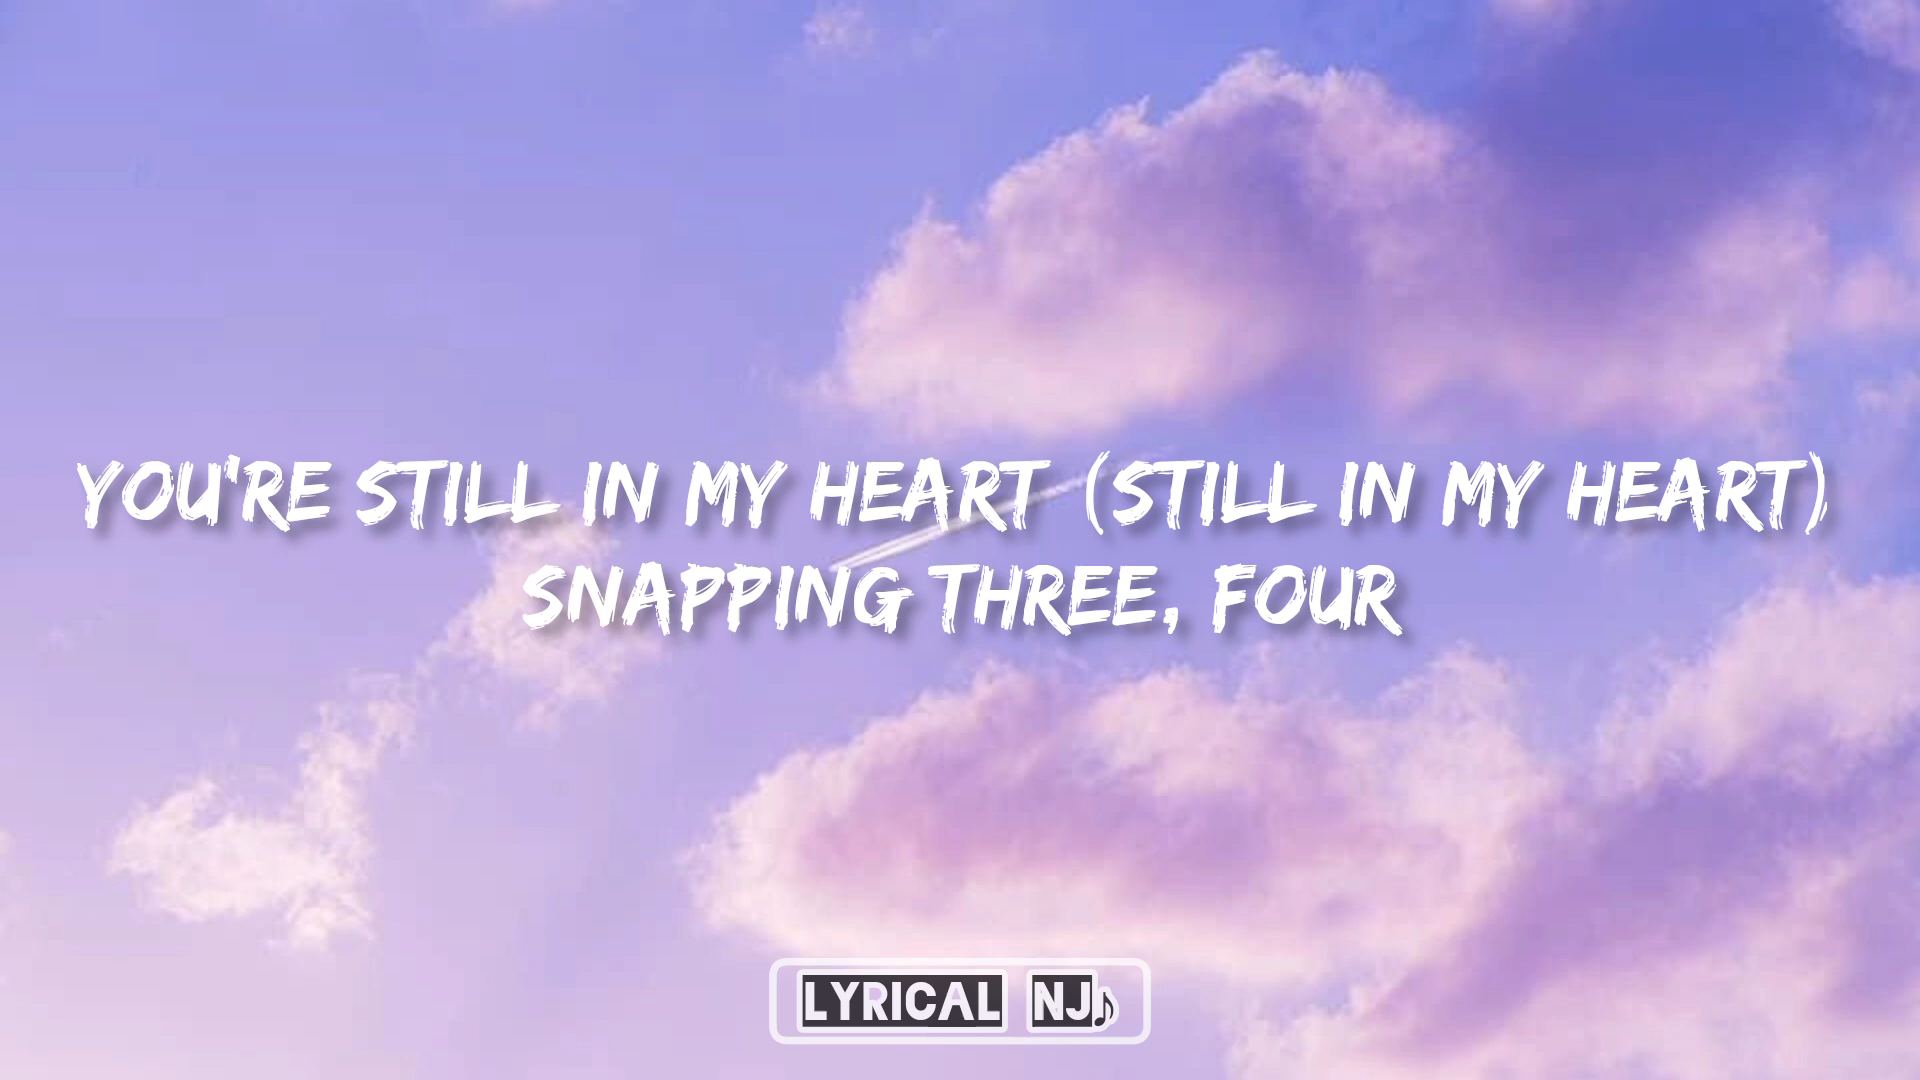 YOU'RE STILL IN MY HEART (STILL IN MY HEART)
SNAPPING THREE, FOUR
LYRICAL NJ